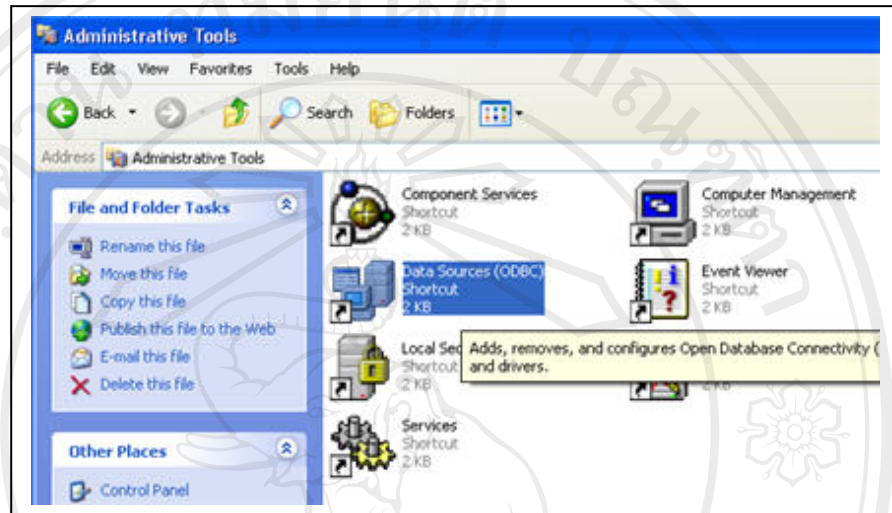 Administrative Tools
File Edit View Favorites Tools Help
Back Search Folders
Address Administrative Tools
File and Folder Tasks
Rename this file
Move this file
Copy this file
Publish this file to the Web
E-mail this file
Delete this file
Other Places
Control Panel
Component Services
Shortcut
2 KB
Computer Management
Shortcut
2 KB
Data Sources (ODBC)
Shortcut
2 KB
Event Viewer
Shortcut
2 KB
Local Sec
Shortcut
2 KB
Adds, removes, and configures Open Database Connectivity (
and drivers.
2 KB
Services
Shortcut
2 KB